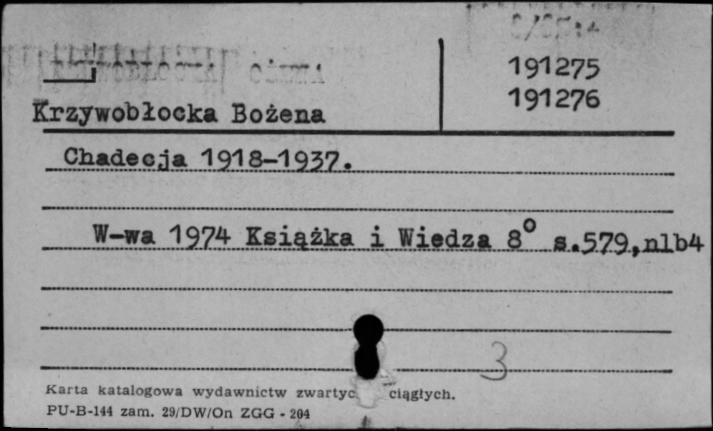 191275
191276
Krzywobłocka Bożena
Chadecja 1918-1937.
W-wa 1974 Książka i Wiedza 8° s.579,nlb4
3
Karta katalogowa wydawnictw zwartyc ciągłych.
PU-B-144 zam. 29/DW/On ZGG - 204